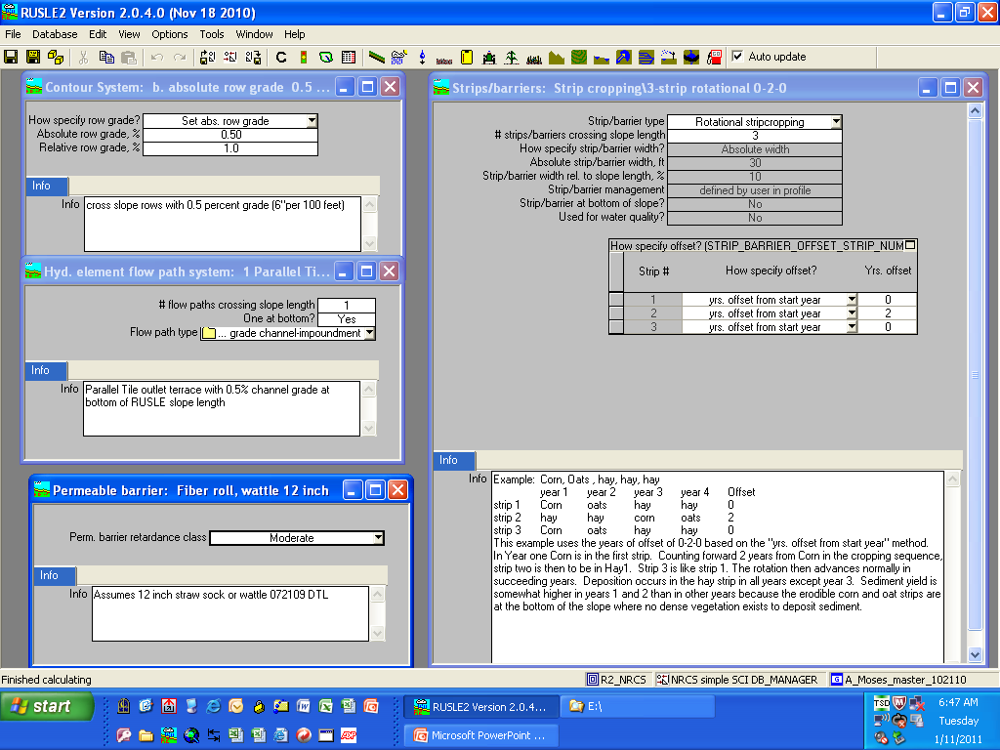 RUSLE2 Version 2.0.4.0 (Nov 18 2010)
File Database Edit View Options Tools Window Help
Auto update
Contour System: b. absolute row grade 0.5 ...
How specify row grade? Set abs. row grade
Absolute row grade, % 0.50
Relative row grade, % 1.0
Info
Info cross slope rows with 0.5 percent grade (6"per 100 feet)
Hyd. element flow path system: 1 Parallel Ti...
# flow paths crossing slope length 1
One at bottom? Yes
Flow path type ... grade channel-impoundment
Info
Info Parallel Tile outlet terrace with 0.5% channel grade at
bottom of RUSLE slope length
Permeable barrier: Fiber roll, wattle 12 inch
Perm. barrier retardance class Moderate
Info
Info Assumes 12 inch straw sock or wattle 072109 DTL
Strips/barriers: Strip cropping\3-strip rotational 0-2-0
Strip/barrier type Rotational stripcropping
# strips/barriers crossing slope length 3
How specify strip/barrier width? Absolute width
Absolute strip/barrier width, ft 30
Strip/barrier width rel. to slope length, % 10
Strip/barrier management defined by user in profile
Strip/barrier at bottom of slope? No
Used for water quality? No
How specify offset? (STRIP_BARRIER_OFFSET_STRIP_NUM
Strip # How specify offset? Yrs. offset
1 yrs. offset from start year 0
2 yrs. offset from start year 2
3 yrs. offset from start year 0
Info
Info Example: Corn, Oats , hay, hay, hay
year 1 year 2 year 3 year 4 Offset
strip 1 Corn oats hay hay 0
strip 2 hay hay corn oats 2
strip 3 Corn oats hay hay 0
This example uses the years of offset of 0-2-0 based on the "yrs. offset from start year" method.
In Year one Corn is in the first strip. Counting forward 2 years from Corn in the cropping sequence,
strip two is then to be in Hay1. Strip 3 is like strip 1. The rotation then advances normally in
succeeding years. Deposition occurs in the hay strip in all years except year 3. Sediment yield is
somewhat higher in years 1 and 2 than in other years because the erodible corn and oat strips are
at the bottom of the slope where no dense vegetation exists to deposit sediment.
Finished calculating
R2_NRCS NRCS simple SCI DB_MANAGER A_Moses_master_102110
start
RUSLE2 Version 2.0.4... E:\
Microsoft PowerPoint ...
6:47 AM
Tuesday
1/11/2011